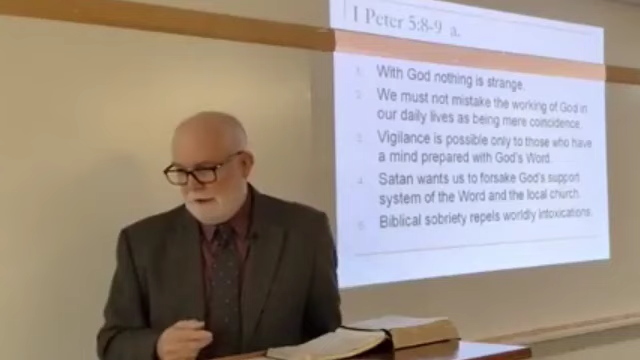 I Peter 5:8-9 a.
1. With God nothing is strange.
2. We must not mistake the working of God in
our daily lives as being mere coincidence.
3. Vigilance is possible only to those who have
a mind prepared with God's Word.
4. Satan wants us to forsake God's support
system of the Word and the local church.
5. Biblical sobriety repels worldly intoxications.